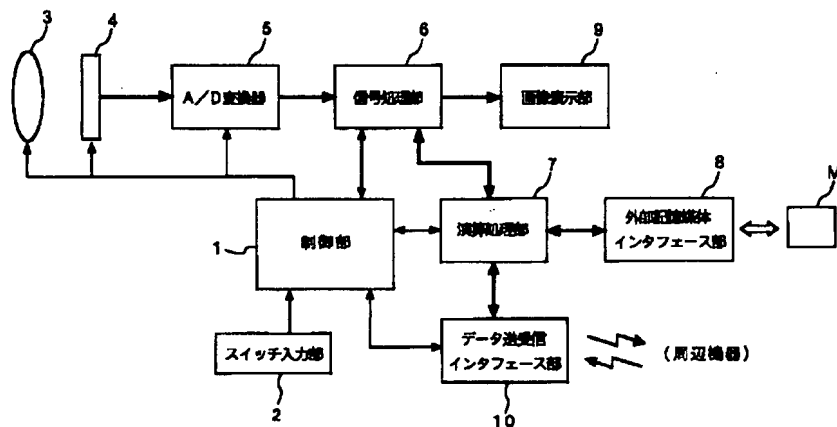 3
4
5
6
9
A/D変換器
信号処理部
画像表示部
7
8
M
1
制御部
演算処理部
外部記憶媒体
インタフェース部
スイッチ入力部
2
データ送受信
インタフェース部
10
(周辺機器)